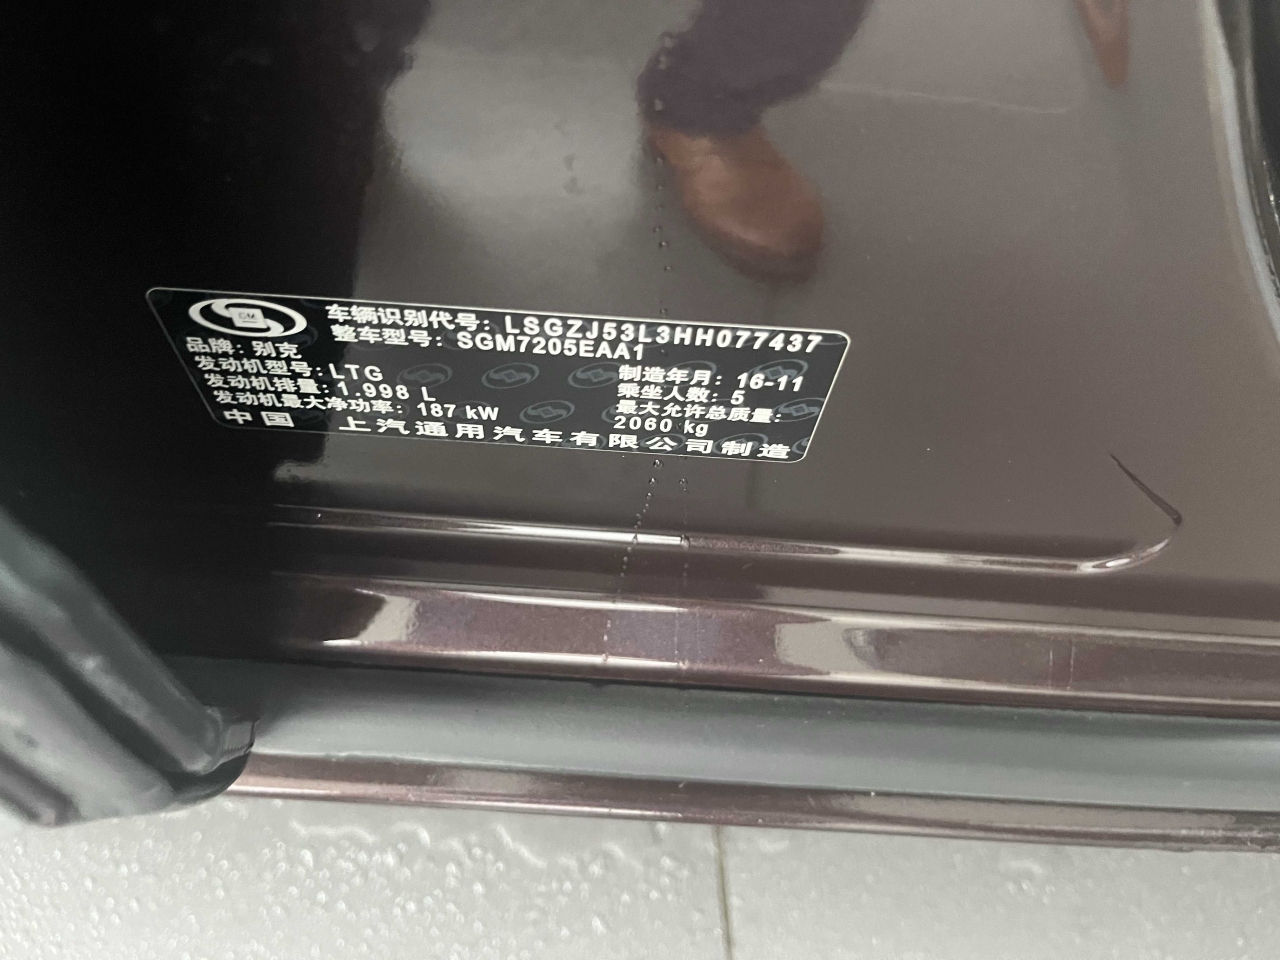 GM
车辆识别代号: LSGZJ53L3HH077437
整车型号: SGM7205EAA1
品牌: 别克
发动机型号: LTG
制造年月: 16-11
发动机排量: 1.998 L
乘坐人数: 5
发动机最大净功率: 187 kW
最大允许总质量:
2060 kg
中国 上汽通用汽车有限公司制造